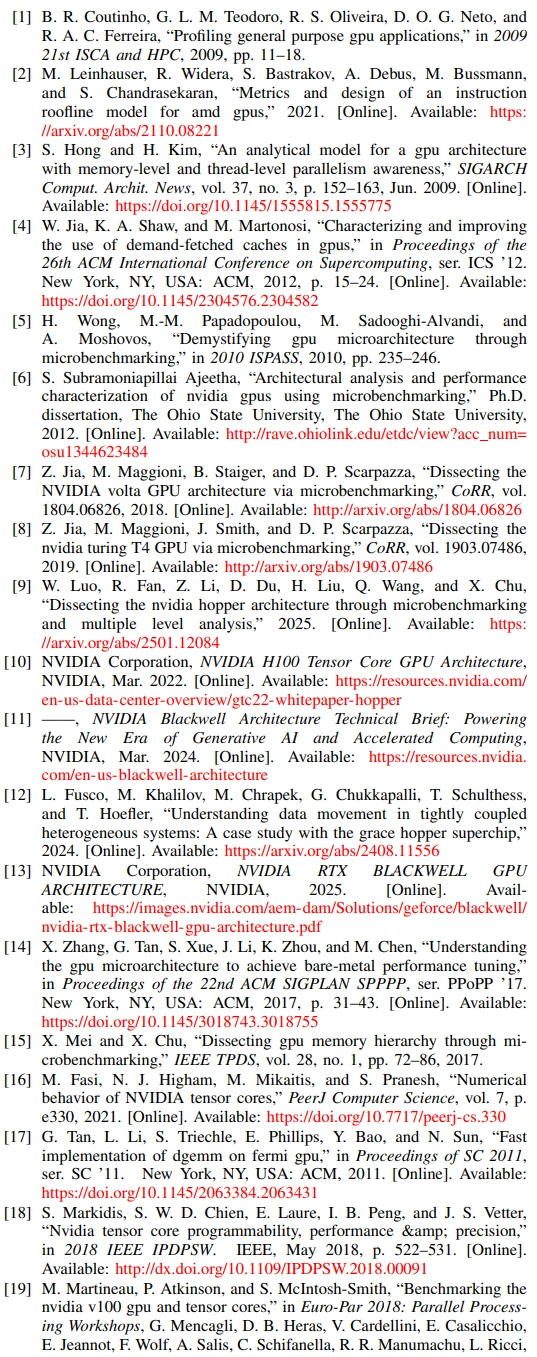 [1] B. R. Coutinho, G. L. M. Teodoro, R. S. Oliveira, D. O. G. Neto, and
R. A. C. Ferreira, “Profiling general purpose gpu applications,” in 2009
21st ISCA and HPC, 2009, pp. 11–18.
[2] M. Leinhauser, R. Widera, S. Bastrakov, A. Debus, M. Bussmann,
and S. Chandrasekaran, “Metrics and design of an instruction
roofline model for amd gpus,” 2021. [Online]. Available: https:
//arxiv.org/abs/2110.08221
[3] S. Hong and H. Kim, “An analytical model for a gpu architecture
with memory-level and thread-level parallelism awareness,” SIGARCH
Comput. Archit. News, vol. 37, no. 3, p. 152–163, Jun. 2009. [Online].
Available: https://doi.org/10.1145/1555815.1555775
[4] W. Jia, K. A. Shaw, and M. Martonosi, “Characterizing and improving
the use of demand-fetched caches in gpus,” in Proceedings of the
26th ACM International Conference on Supercomputing, ser. ICS ’12.
New York, NY, USA: ACM, 2012, p. 15–24. [Online]. Available:
https://doi.org/10.1145/2304576.2304582
[5] H. Wong, M.-M. Papadopoulou, M. Sadooghi-Alvandi, and
A. Moshovos, “Demystifying gpu microarchitecture through
microbenchmarking,” in 2010 ISPASS, 2010, pp. 235–246.
[6] S. Subramoniapillai Ajeetha, “Architectural analysis and performance
characterization of nvidia gpus using microbenchmarking,” Ph.D.
dissertation, The Ohio State University, The Ohio State University,
2012. [Online]. Available: http://rave.ohiolink.edu/etdc/view?acc_num=
osu1344623484
[7] Z. Jia, M. Maggioni, B. Staiger, and D. P. Scarpazza, “Dissecting the
NVIDIA volta GPU architecture via microbenchmarking,” CoRR, vol.
1804.06826, 2018. [Online]. Available: http://arxiv.org/abs/1804.06826
[8] Z. Jia, M. Maggioni, J. Smith, and D. P. Scarpazza, “Dissecting the
nvidia turing T4 GPU via microbenchmarking,” CoRR, vol. 1903.07486,
2019. [Online]. Available: http://arxiv.org/abs/1903.07486
[9] W. Luo, R. Fan, Z. Li, D. Du, H. Liu, Q. Wang, and X. Chu,
“Dissecting the nvidia hopper architecture through microbenchmarking
and multiple level analysis,” 2025. [Online]. Available: https:
//arxiv.org/abs/2501.12084
[10] NVIDIA Corporation, NVIDIA H100 Tensor Core GPU Architecture,
NVIDIA, Mar. 2022. [Online]. Available: https://resources.nvidia.com/
en-us-data-center-overview/gtc22-whitepaper-hopper
[11] ——, NVIDIA Blackwell Architecture Technical Brief: Powering
the New Era of Generative AI and Accelerated Computing,
NVIDIA, Mar. 2024. [Online]. Available: https://resources.nvidia.
com/en-us-blackwell-architecture
[12] L. Fusco, M. Khalilov, M. Chrapek, G. Chukkapalli, T. Schulthess,
and T. Hoefler, “Understanding data movement in tightly coupled
heterogeneous systems: A case study with the grace hopper superchip,”
2024. [Online]. Available: https://arxiv.org/abs/2408.11556
[13] NVIDIA Corporation, NVIDIA RTX BLACKWELL GPU
ARCHITECTURE, NVIDIA, 2025. [Online]. Avail-
able: https://images.nvidia.com/aem-dam/Solutions/geforce/blackwell/
nvidia-rtx-blackwell-gpu-architecture.pdf
[14] X. Zhang, G. Tan, S. Xue, J. Li, K. Zhou, and M. Chen, “Understanding
the gpu microarchitecture to achieve bare-metal performance tuning,”
in Proceedings of the 22nd ACM SIGPLAN SPPPP, ser. PPoPP ’17.
New York, NY, USA: ACM, 2017, p. 31–43. [Online]. Available:
https://doi.org/10.1145/3018743.3018755
[15] X. Mei and X. Chu, “Dissecting gpu memory hierarchy through mi-
crobenchmarking,” IEEE TPDS, vol. 28, no. 1, pp. 72–86, 2017.
[16] M. Fasi, N. J. Higham, M. Mikaitis, and S. Pranesh, “Numerical
behavior of NVIDIA tensor cores,” PeerJ Computer Science, vol. 7, p.
e330, 2021. [Online]. Available: https://doi.org/10.7717/peerj-cs.330
[17] G. Tan, L. Li, S. Triechle, E. Phillips, Y. Bao, and N. Sun, “Fast
implementation of dgemm on fermi gpu,” in Proceedings of SC 2011,
ser. SC ’11. New York, NY, USA: ACM, 2011. [Online]. Available:
https://doi.org/10.1145/2063384.2063431
[18] S. Markidis, S. W. D. Chien, E. Laure, I. B. Peng, and J. S. Vetter,
“Nvidia tensor core programmability, performance &amp; precision,”
in 2018 IEEE IPDPSW. IEEE, May 2018, p. 522–531. [Online].
Available: http://dx.doi.org/10.1109/IPDPSW.2018.00091
[19] M. Martineau, P. Atkinson, and S. McIntosh-Smith, “Benchmarking the
nvidia v100 gpu and tensor cores,” in Euro-Par 2018: Parallel Process-
ing Workshops, G. Mencagli, D. B. Heras, V. Cardellini, E. Casalicchio,
E. Jeannot, F. Wolf, A. Salis, C. Schifanella, R. R. Manumachu, L. Ricci,